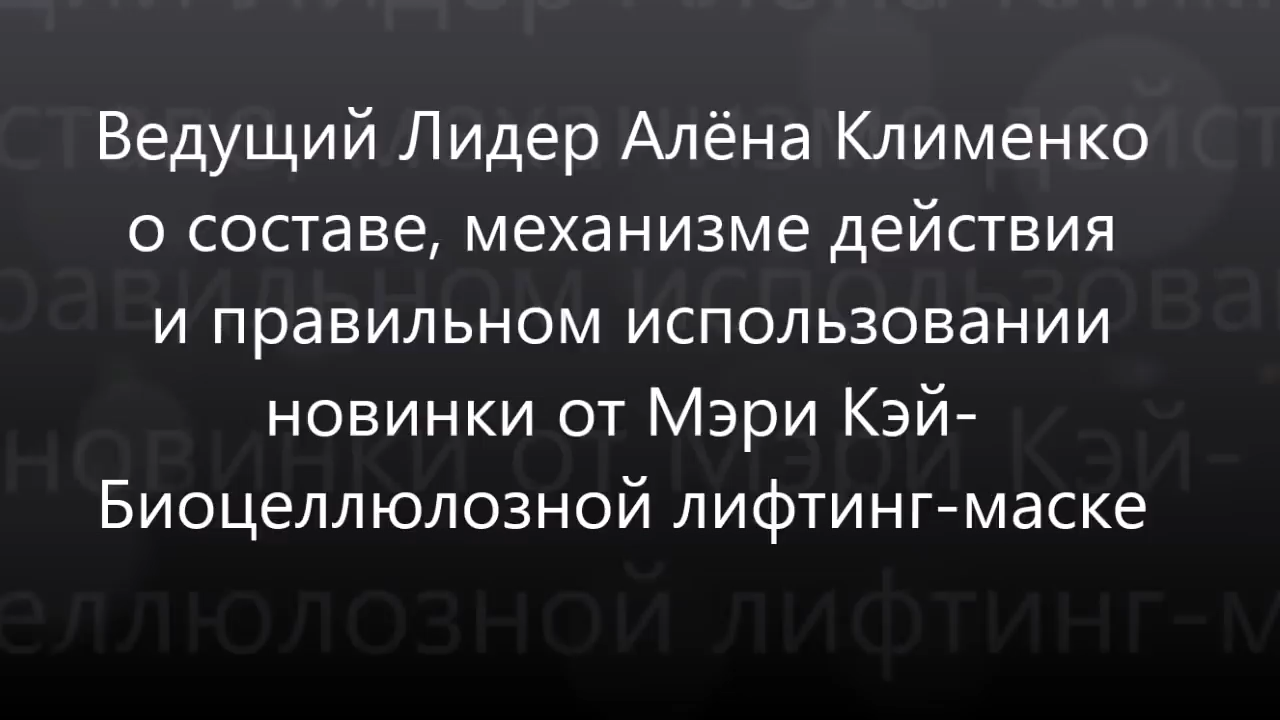 Ведущий Лидер Алёна Клименко
о составе, механизме действия
и правильном использовании
новинки от Мэри Кэй-
Биоцеллюлозной лифтинг-маске